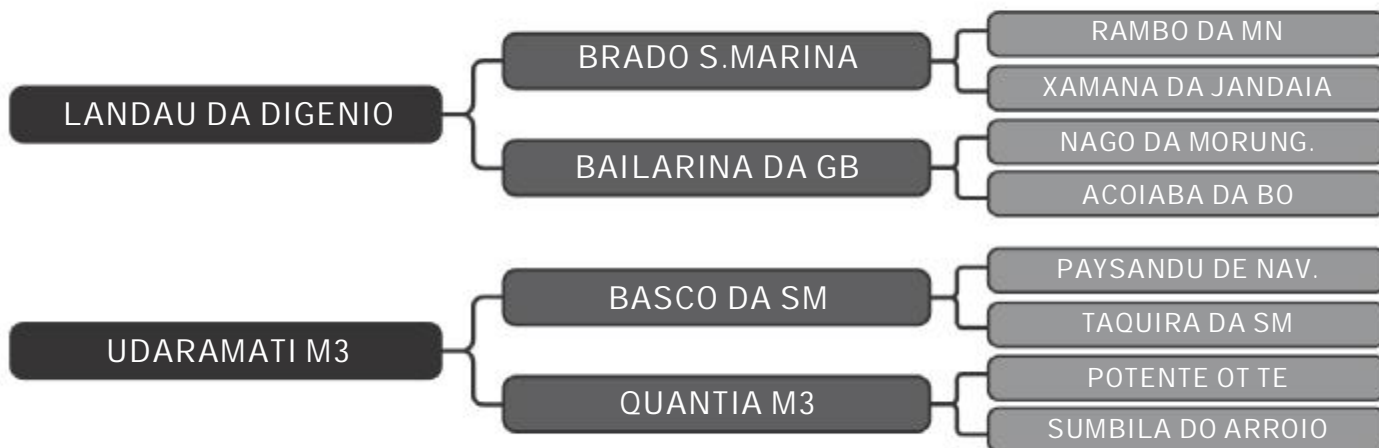 LANDAU DA DIGENIO
BRADO S.MARINA
RAMBO DA MN
XAMANA DA JANDAIA
BAILARINA DA GB
NAGO DA MORUNG.
ACOIABA DA BO
UDARAMATI M3
BASCO DA SM
PAYSANDU DE NAV.
TAQUIRA DA SM
QUANTIA M3
POTENTE OT TE
SUMBILA DO ARROIO